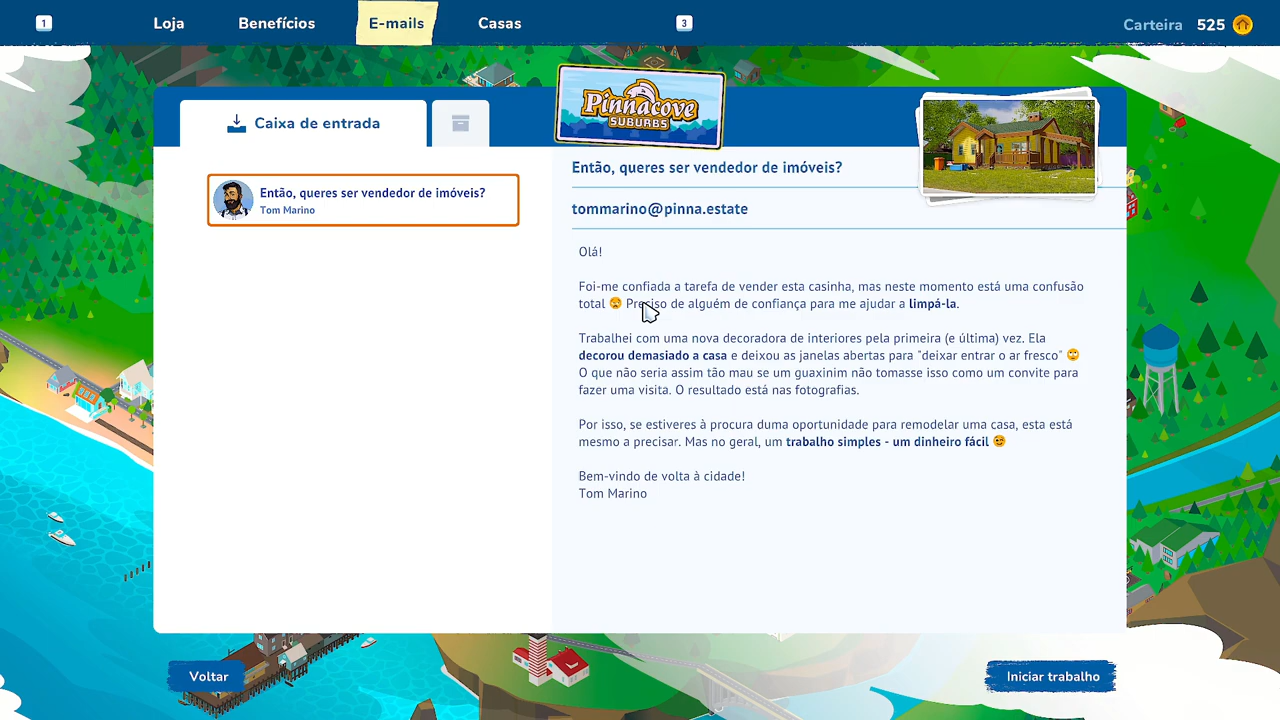 1
Loja
Benefícios
E-mails
Casas
3
Carteira
525
Caixa de entrada
Pinnacove
SUBURBS
Então, queres ser vendedor de imóveis?
Tom Marino
Então, queres ser vendedor de imóveis?
tommarino@pinna.estate
Olá!
Foi-me confiada a tarefa de vender esta casinha, mas neste momento está uma confusão
total 😤 Preciso de alguém de confiança para me ajudar a limpá-la.
Trabalhei com uma nova decoradora de interiores pela primeira (e última) vez. Ela
decorou demasiado a casa e deixou as janelas abertas para "deixar entrar o ar fresco" 🙄
O que não seria assim tão mau se um guaxinim não tomasse isso como um convite para
fazer uma visita. O resultado está nas fotografias.
Por isso, se estiveres à procura duma oportunidade para remodelar uma casa, esta está
mesmo a precisar. Mas no geral, um trabalho simples - um dinheiro fácil 😉
Bem-vindo de volta à cidade!
Tom Marino
Voltar
Iniciar trabalho